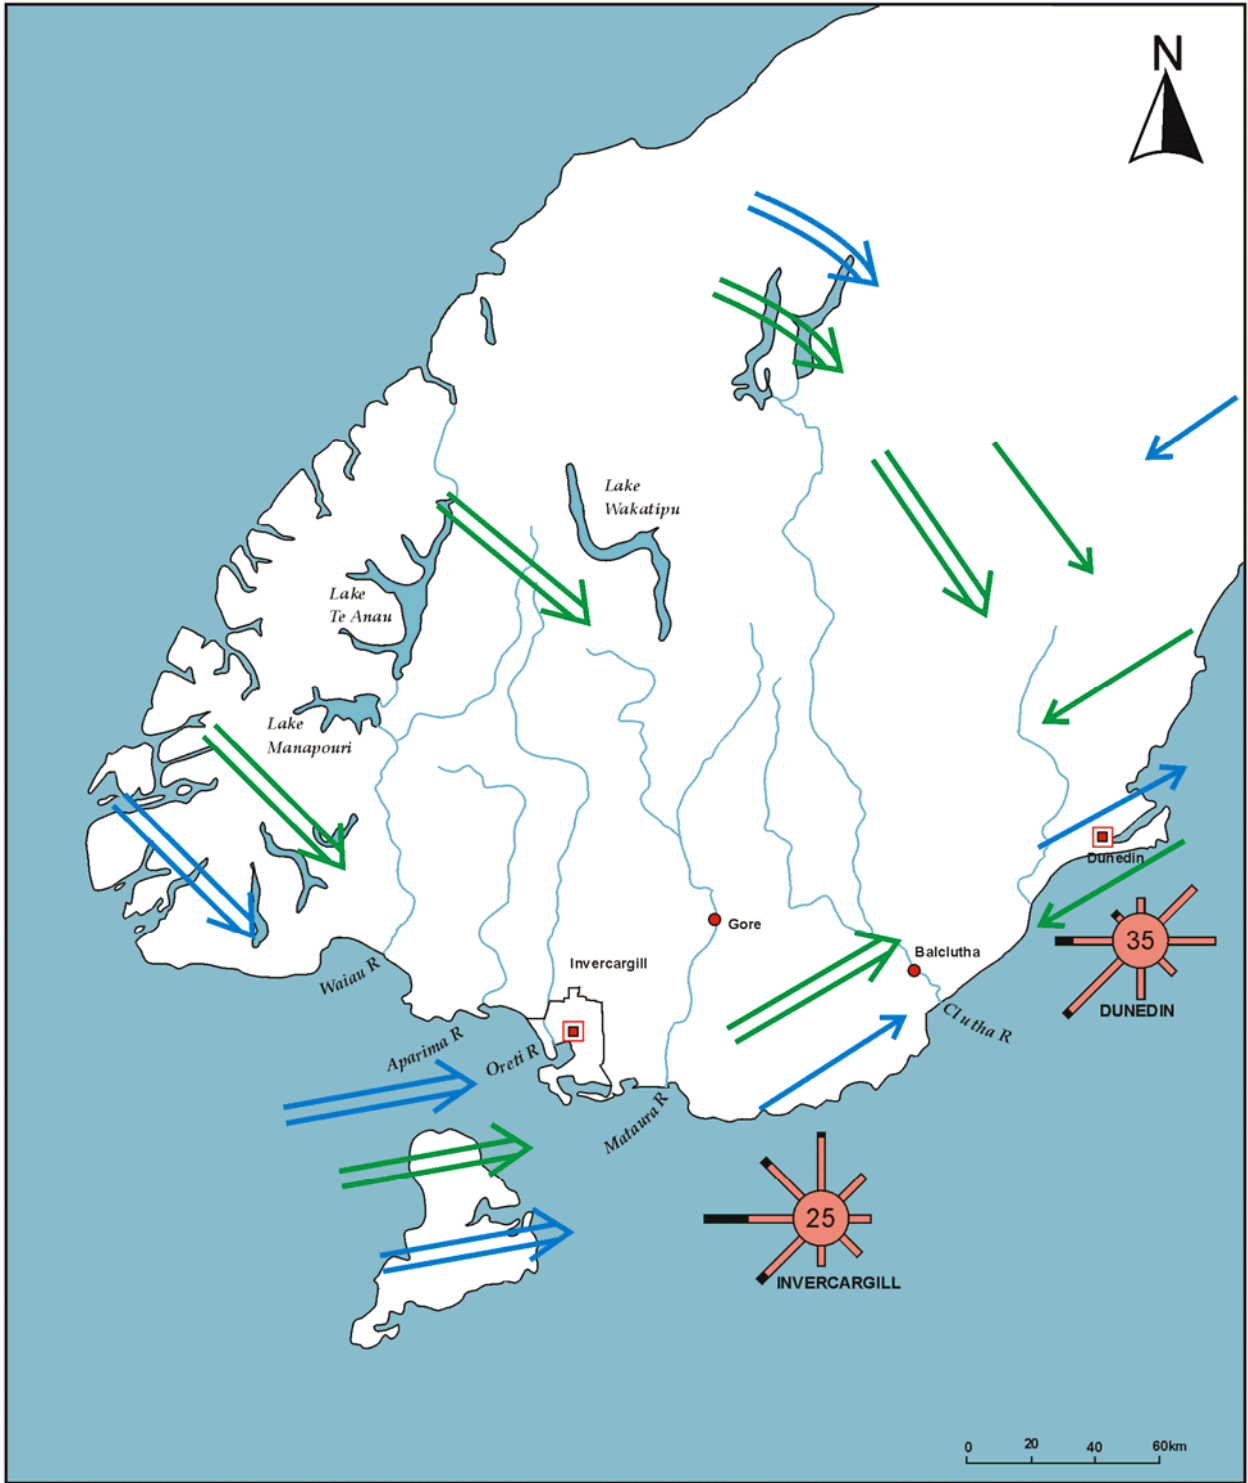 N
Lake
Wakatipu
Lake
Te Anau
Lake
Manapouri
Dunedin
Gore
35
Balclutha
Invercargill
Waiau R
DUNEDIN
Clutha R
Aparima R
Oreti R
Mataura R
25
INVERCARGILL
0 20 40 60km